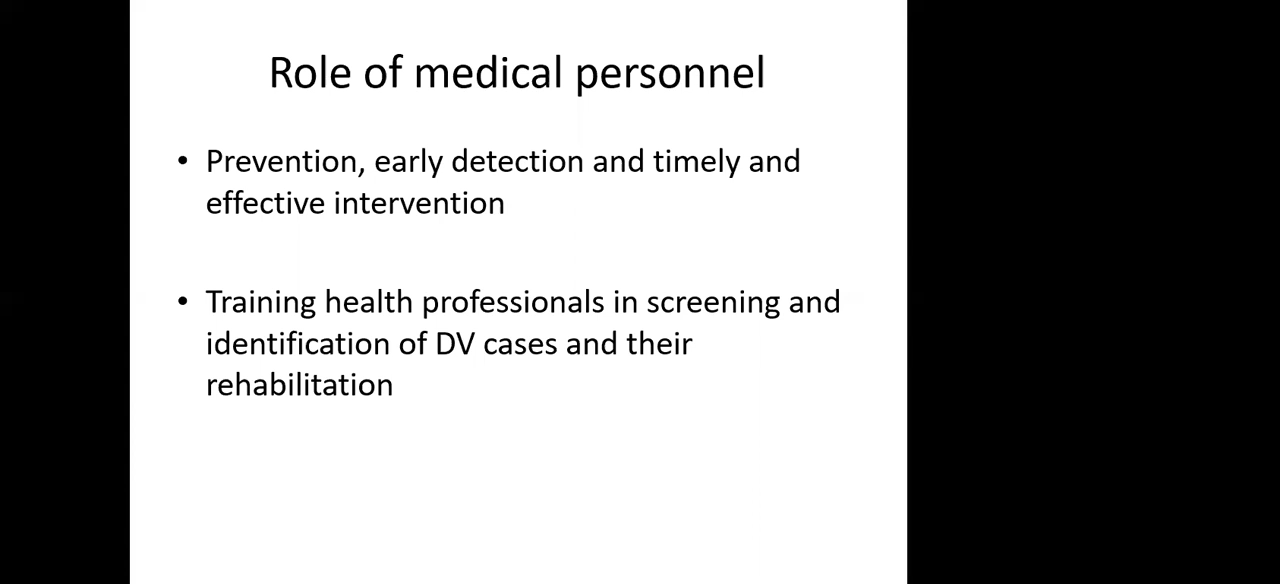 Role of medical personnel
• Prevention, early detection and timely and
effective intervention
• Training health professionals in screening and
identification of DV cases and their
rehabilitation